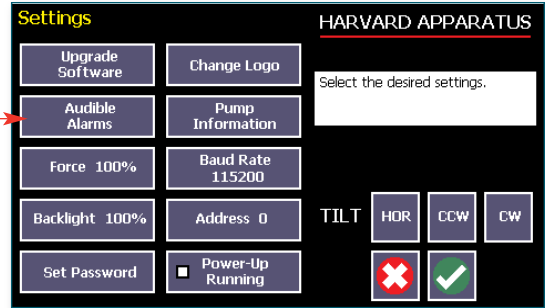 Settings
HARVARD APPARATUS
Upgrade
Software
Change Logo
Select the desired settings.
Audible
Alarms
Pump
Information
Force 100%
Baud Rate
115200
Backlight 100%
Address 0
TILT
HOR
CCW
CW
Set Password
Power-Up
Running